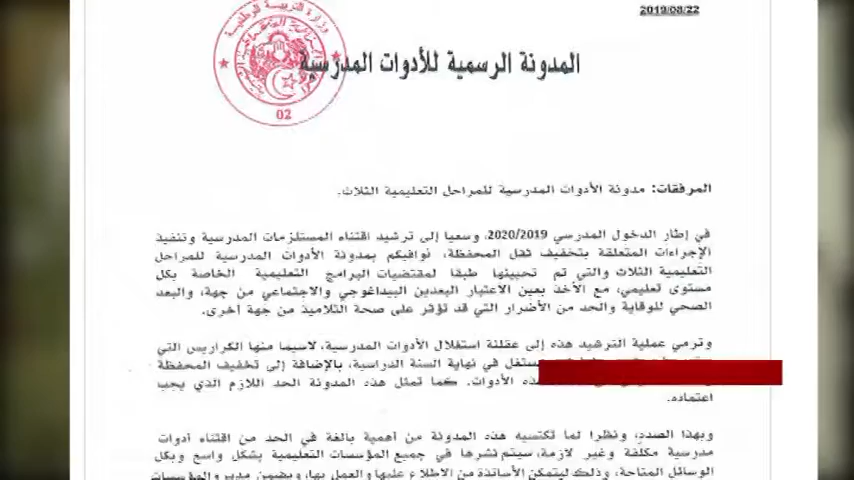 2019/08/22
وزارة التربية الوطنية
المدونة الرسمية للأدوات المدرسية
02
المرفقات: مدونة الأدوات المدرسية للمراحل التعليمية الثلاث.
في إطار الدخول المدرسي 2020/2019، وسعيا إلى ترشيد اقتناء المستلزمات المدرسية وتنفيذ
الإجراءات المتعلقة بتخفيف ثقل المحفظة، نوافيكم بمدونة الأدوات المدرسية للمراحل
التعليمية الثلاث والتي تم تحيينها طبقا لمقتضيات البرامج التعليمية الخاصة بكل
مستوى تعليمي، مع الأخذ بعين الاعتبار البعدين البيداغوجي والاجتماعي من جهة، والبعد
الصحي للوقاية والحد من الأضرار التي قد تؤثر على صحة التلاميذ من جهة أخرى.
وترمي عملية الترشيد هذه إلى عقلنة استغلال الأدوات المدرسية، لاسيما منها الكراريس التي
في نهاية السنة الدراسية، بالإضافة إلى تخفيف المحفظة
الأدوات. كما تمثل هذه المدونة الحد اللازم الذي يجب
اعتماده.
وبهذا الصدد، ونظرا لما تكتسيه هذه المدونة من أهمية بالغة في الحد من اقتناء أدوات
مدرسية مكلفة وغير لازمة، سيتم نشرها في جميع المؤسسات التعليمية بشكل واسع وبكل
الوسائل المتاحة، وذلك ليتمكن الأساتذة من الاطلاع عليها والعمل بها، ويضمن مديرو المؤسسات